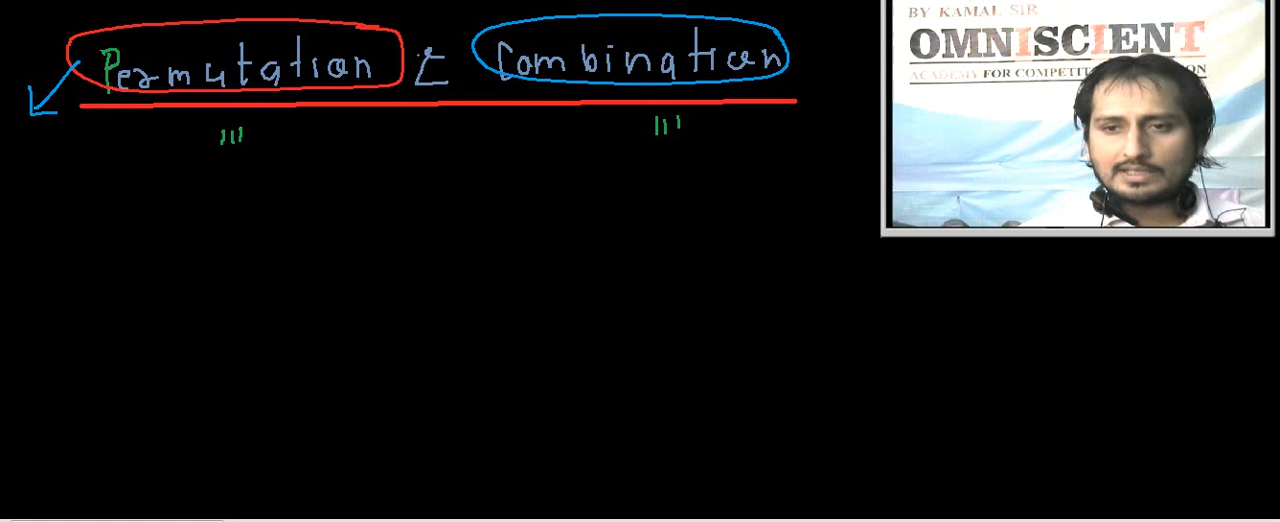 Permutation & Combination
BY KAMAL SIR
OMNISCIENT
ACADEMY FOR COMPETIT